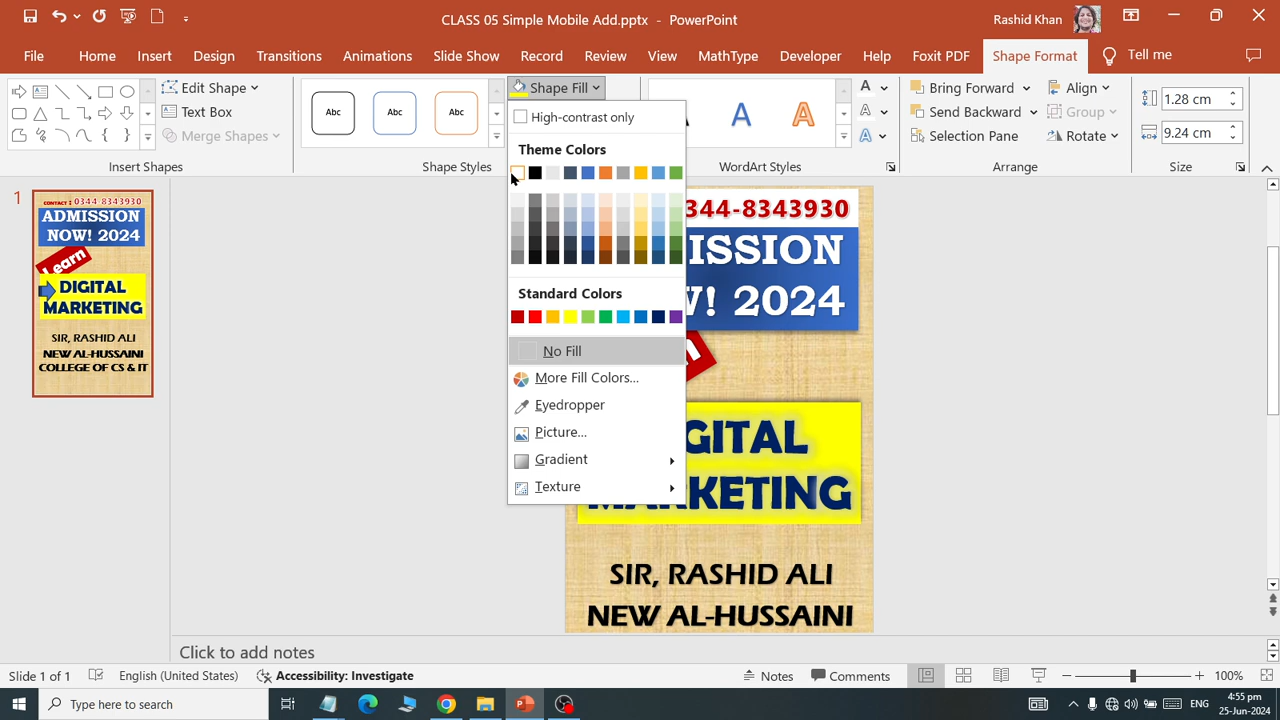 CLASS 05 Simple Mobile Add.pptx - PowerPoint
Rashid Khan
File Home Insert Design Transitions Animations Slide Show Record Review View MathType Developer Help Foxit PDF Shape Format Tell me
Edit Shape
Text Box
Merge Shapes
Insert Shapes
Abc Abc Abc
Shape Styles
Shape Fill
High-contrast only
Theme Colors
Standard Colors
No Fill
More Fill Colors...
Eyedropper
Picture...
Gradient
Texture
A A
WordArt Styles
Bring Forward
Send Backward
Selection Pane
Align
Group
Rotate
Arrange
1.28 cm
9.24 cm
Size
1
CONTACT : 0344 8343930
ADMISSION
NOW! 2024
Learn
DIGITAL
MARKETING
SIR, RASHID ALI
NEW AL-HUSSAINI
COLLEGE OF CS & IT
344-8343930
ISSION
! 2024
GITAL
MARKETING
SIR, RASHID ALI
NEW AL-HUSSAINI
Click to add notes
Slide 1 of 1
English (United States)
Accessibility: Investigate
Notes
Comments
100%
Type here to search
ENG
4:55 pm
25-Jun-2024